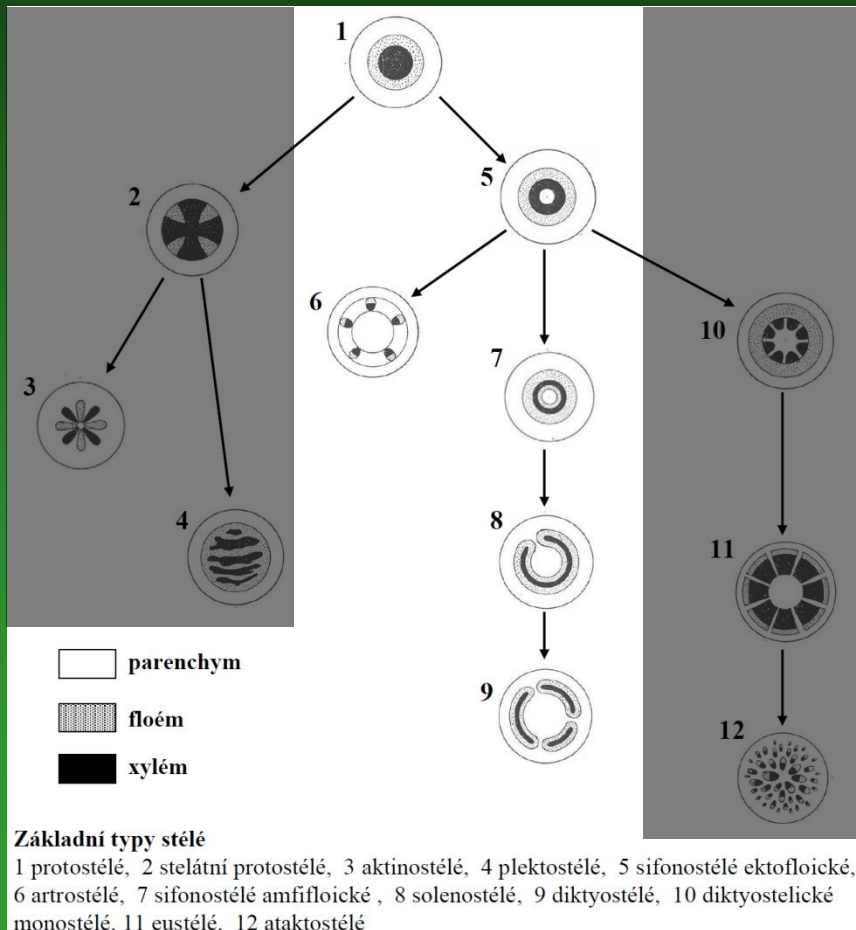 1
2
5
6
10
7
3
4
8
11
9
12
parenchym
floém
xylém
Základní typy stélé
1 protostélé, 2 stelátní protostélé, 3 aktinostélé, 4 plektostélé, 5 sifonostélé ektofloické,
6 artrostélé, 7 sifonostélé amfifloické , 8 solenostélé, 9 diktyostélé, 10 diktyostelické
monostélé, 11 eustélé, 12 ataktostélé